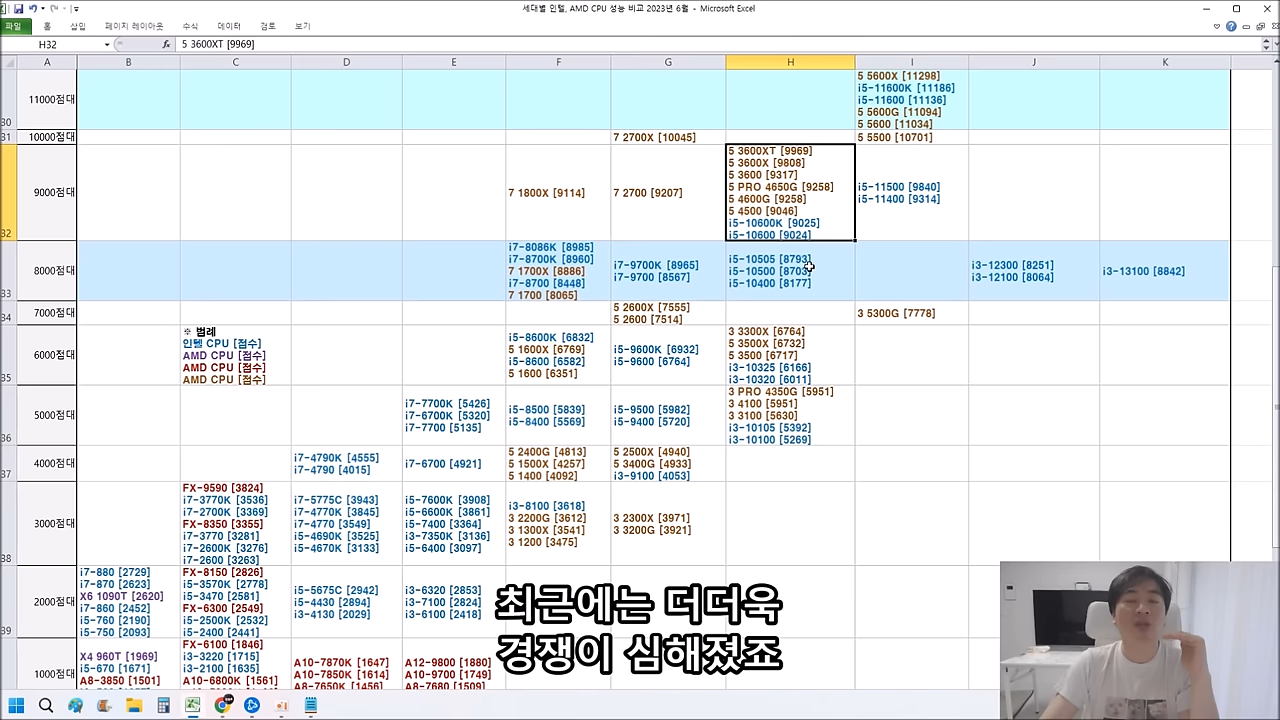 세대별 인텔, AMD CPU 성능 비교 2023년 6월 - Microsoft Excel
파일 홈 삽입 페이지 레이아웃 수식 데이터 검토 보기
H32 fx 5 3600XT [9969]
A B C D E F G H I J K
11000점대
5 5600X [11298]
i5-11600K [11186]
i5-11600 [11136]
5 5600G [11094]
5 5600 [11034]
30
31 10000점대 7 2700X [10045] 5 5500 [10701]
9000점대
7 1800X [9114]
7 2700 [9207]
5 3600XT [9969]
5 3600X [9808]
5 3600 [9317]
5 PRO 4650G [9258]
5 4600G [9258]
5 4500 [9046]
i5-10600K [9025]
i5-10600 [9024]
i5-11500 [9840]
i5-11400 [9314]
32
8000점대
i7-8086K [8985]
i7-8700K [8960]
7 1700X [8886]
i7-8700 [8448]
7 1700 [8065]
i7-9700K [8965]
i7-9700 [8567]
i5-10505 [8793]
i5-10500 [8703]
i5-10400 [8177]
i3-12300 [8251]
i3-12100 [8064]
i3-13100 [8842]
33
7000점대
5 2600X [7555]
5 2600 [7514]
3 5300G [7778]
34
6000점대
※ 범례
인텔 CPU [점수]
AMD CPU [점수]
AMD CPU [점수]
AMD CPU [점수]
i5-8600K [6832]
5 1600X [6769]
i5-8600 [6582]
5 1600 [6351]
i5-9600K [6932]
i5-9600 [6764]
3 3300X [6764]
5 3500X [6732]
5 3500 [6717]
i3-10325 [6166]
i3-10320 [6011]
35
5000점대
i7-7700K [5426]
i7-6700K [5320]
i7-7700 [5135]
i5-8500 [5839]
i5-8400 [5569]
i5-9500 [5982]
i5-9400 [5720]
3 PRO 4350G [5951]
3 4100 [5951]
3 3100 [5630]
i3-10105 [5392]
i3-10100 [5269]
36
4000점대
i7-4790K [4555]
i7-4790 [4015]
i7-6700 [4921]
5 2400G [4813]
5 1500X [4257]
5 1400 [4092]
5 2500X [4940]
5 3400G [4933]
i3-9100 [4053]
37
3000점대
FX-9590 [3824]
i7-3770K [3536]
i7-2700K [3369]
FX-8350 [3355]
i7-3770 [3281]
i7-2600K [3276]
i7-2600 [3263]
i7-5775C [3943]
i7-4770K [3845]
i7-4770 [3549]
i5-4690K [3525]
i5-4670K [3133]
i5-7600K [3908]
i5-6600K [3861]
i5-7400 [3364]
i3-7350K [3136]
i5-6400 [3097]
i3-8100 [3618]
3 2200G [3612]
3 1300X [3541]
3 1200 [3475]
3 2300X [3971]
3 3200G [3921]
38
2000점대
i7-880 [2729]
i7-870 [2623]
X6 1090T [2620]
i7-860 [2452]
i5-760 [2190]
i5-750 [2093]
FX-8150 [2826]
i5-3570K [2778]
i5-3470 [2581]
FX-6300 [2549]
i5-2500K [2532]
i5-2400 [2441]
i5-5675C [2942]
i5-4430 [2894]
i3-4130 [2029]
i3-6320 [2853]
i3-7100 [2824]
i3-6100 [2418]
39
1000점대
X4 960T [1969]
i5-670 [1671]
A8-3850 [1501]
FX-6100 [1846]
i3-3220 [1715]
i3-2100 [1635]
A10-6800K [1561]
A10-7870K [1647]
A10-7850K [1614]
A8-7650K [1456]
A12-9800 [1880]
A10-9700 [1749]
A8-7680 [1509]
최근에는 더더욱
경쟁이 심해졌죠